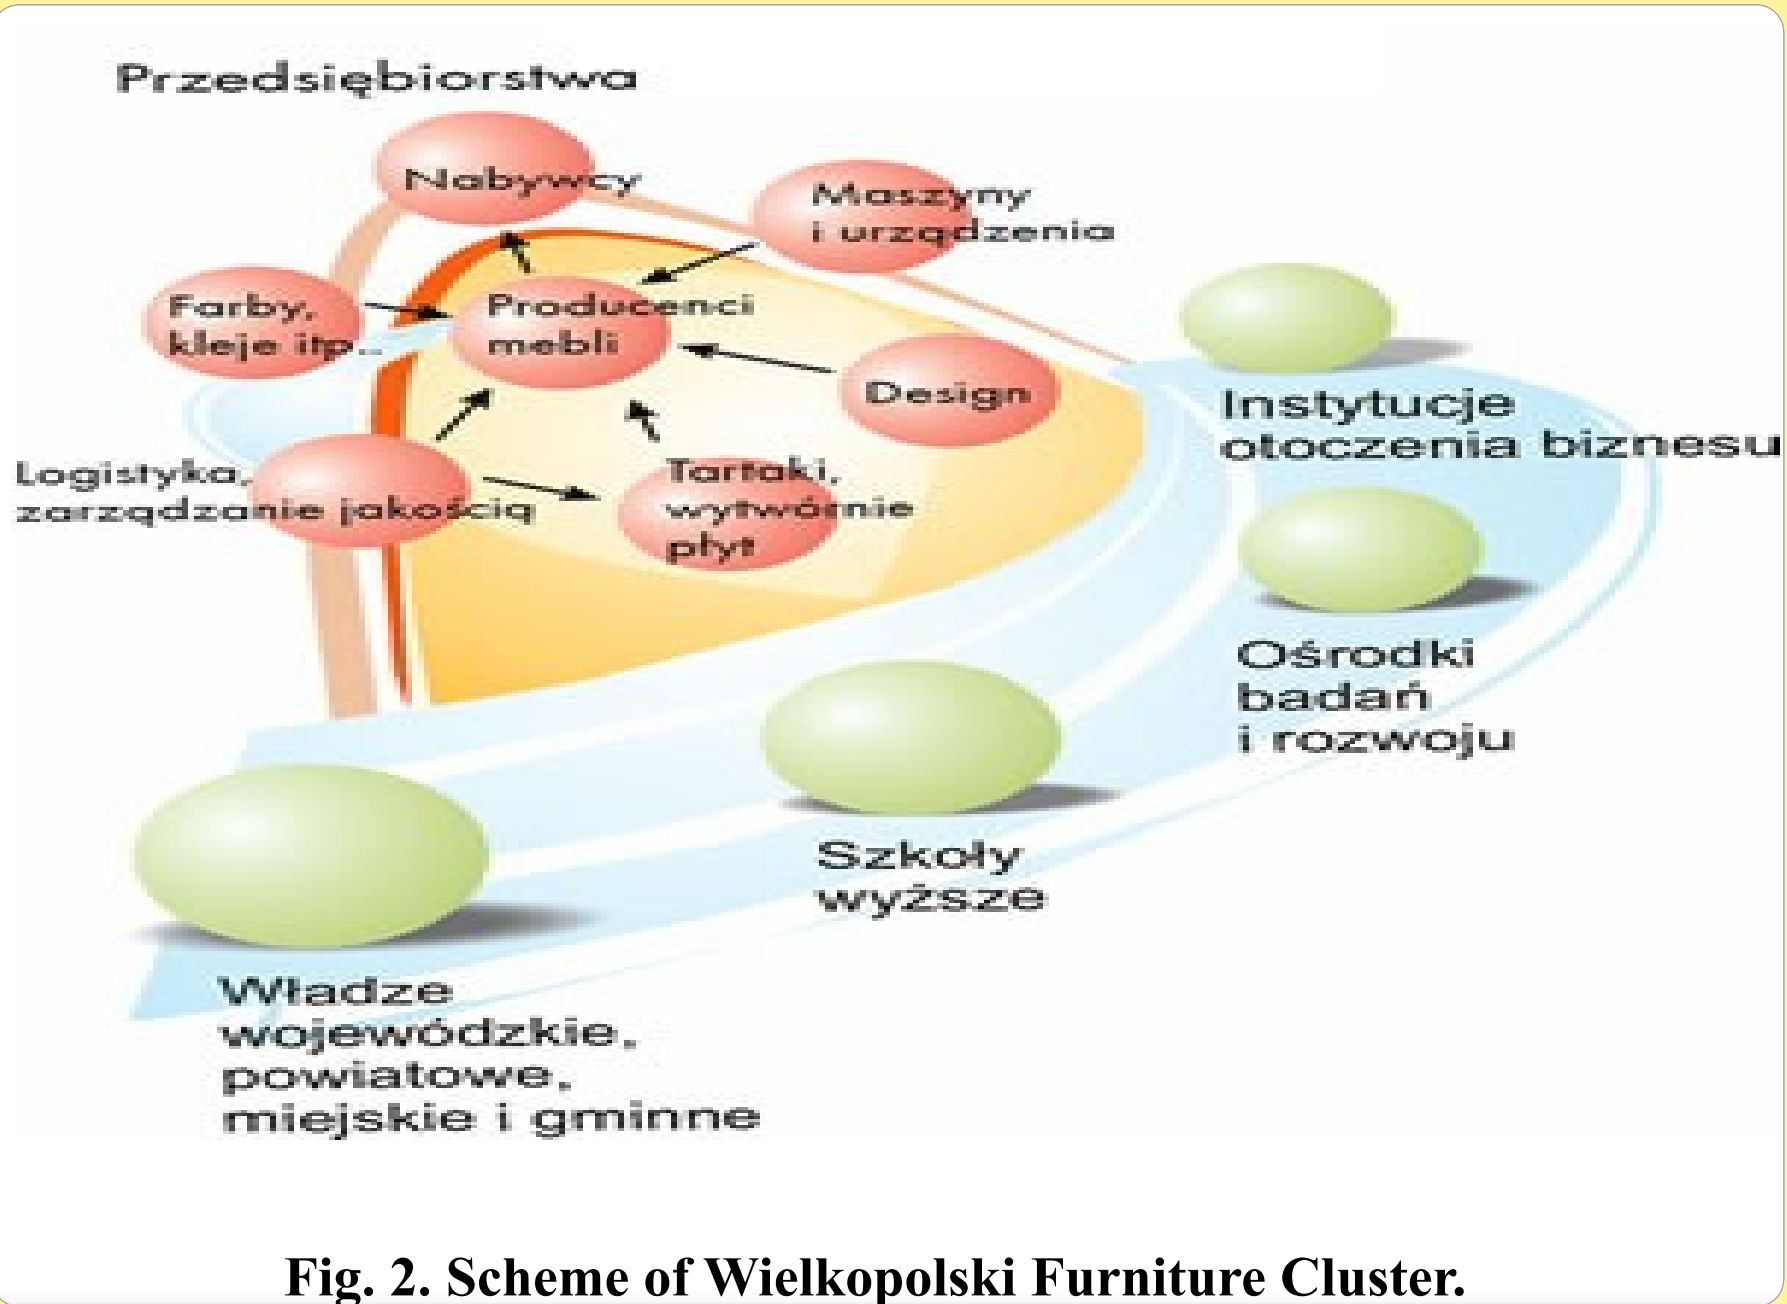 Przedsiębiorstwa
Nabywcy
Maszyny
i urządzenia
Farby,
kleje itp..
Producenci
mebli
Design
Logistyka,
zarządzanie jakością
Tartaki,
wytwórnie
płyt
Instytucje
otoczenia biznesu
Ośrodki
badań
i rozwoju
Szkoły
wyższe
Władze
wojewódzkie,
powiatowe,
miejskie i gminne
Fig. 2. Scheme of Wielkopolski Furniture Cluster.